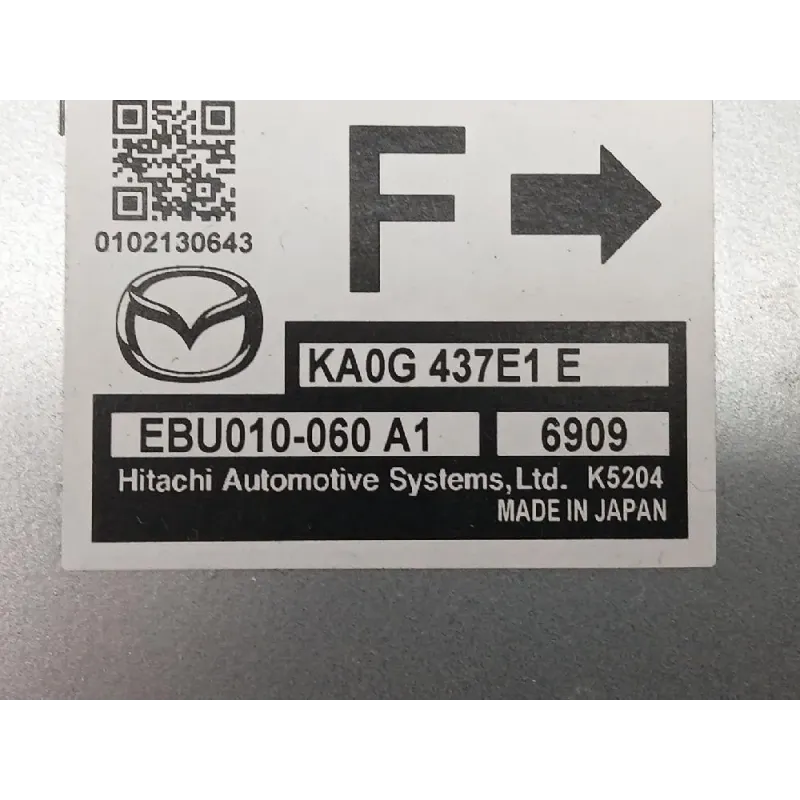 F
0102130643
KA0G 437E1 E
EBU010-060 A1 6909
Hitachi Automotive Systems,Ltd. K5204
MADE IN JAPAN